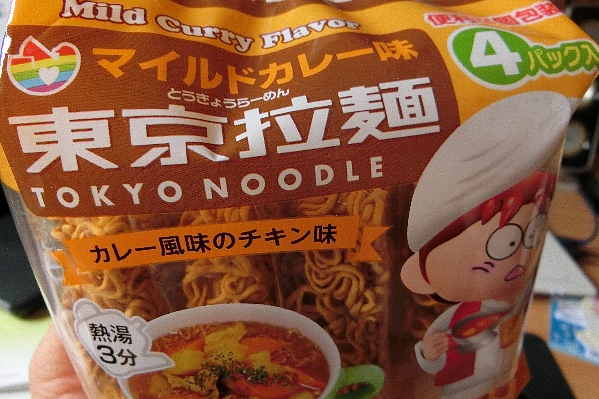 Mild Curry Flavor
マイルドカレー味
とうきょうらーめん
東京拉麺
TOKYO NOODLE
4パック入
カレー風味のチキン味
熱湯
3分